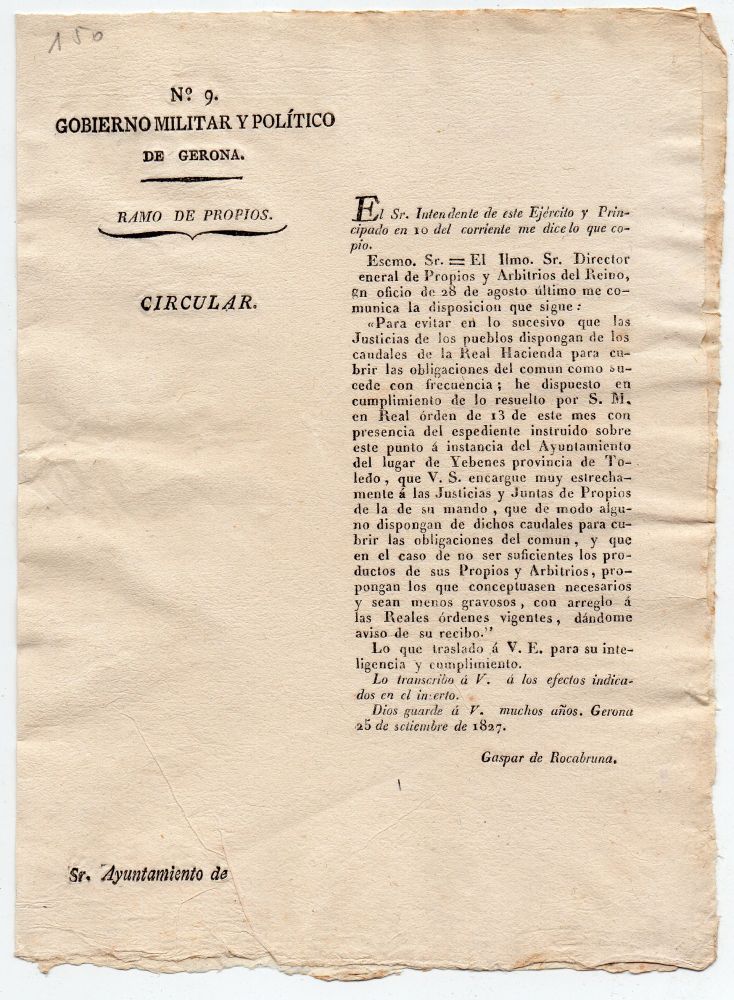 150
Nº 9.
GOBIERNO MILITAR Y POLÍTICO
DE GERONA.
RAMO DE PROPIOS.
CIRCULAR.
El Sr. Intendente de este Ejército y Prin-
cipado en 10 del corriente me dice lo que co-
pio.
Escmo. Sr. = El Ilmo. Sr. Director
eneral de Propios y Arbitrios del Reino,
gn oficio de 28 de agosto último me co-
munica la disposicion que sigue:
«Para evitar en lo sucesivo que las
Justicias de los pueblos dispongan de los
caudales de la Real Hacienda para cu-
brir las obligaciones del comun como su-
cede con frecuencia; he dispuesto en
cumplimiento de lo resuelto por S. M.
en Real órden de 13 de este mes con
presencia del espediente instruido sobre
este punto á instancia del Ayuntamiento
del lugar de Yebenes provincia de To-
ledo, que V. S. encargue muy estrecha-
mente á las Justicias y Juntas de Propios
de la de su mando, que de modo algu-
no dispongan de dichos caudales para cu-
brir las obligaciones del comun, y que
en el caso de no ser suficientes los pro-
ductos de sus Propios y Arbitrios, pro-
pongan los que conceptuasen necesarios
y sean menos gravosos, con arreglo á
las Reales órdenes vigentes, dándome
aviso de su recibo."
Lo que traslado á V. E. para su inte-
ligencia y cumplimiento.
Lo transcribo á V. á los efectos indica-
dos en el inserto.
Dios guarde á V. muchos años. Gerona
25 de setiembre de 1827.
Gaspar de Rocabruna.
Sr. Ayuntamiento de